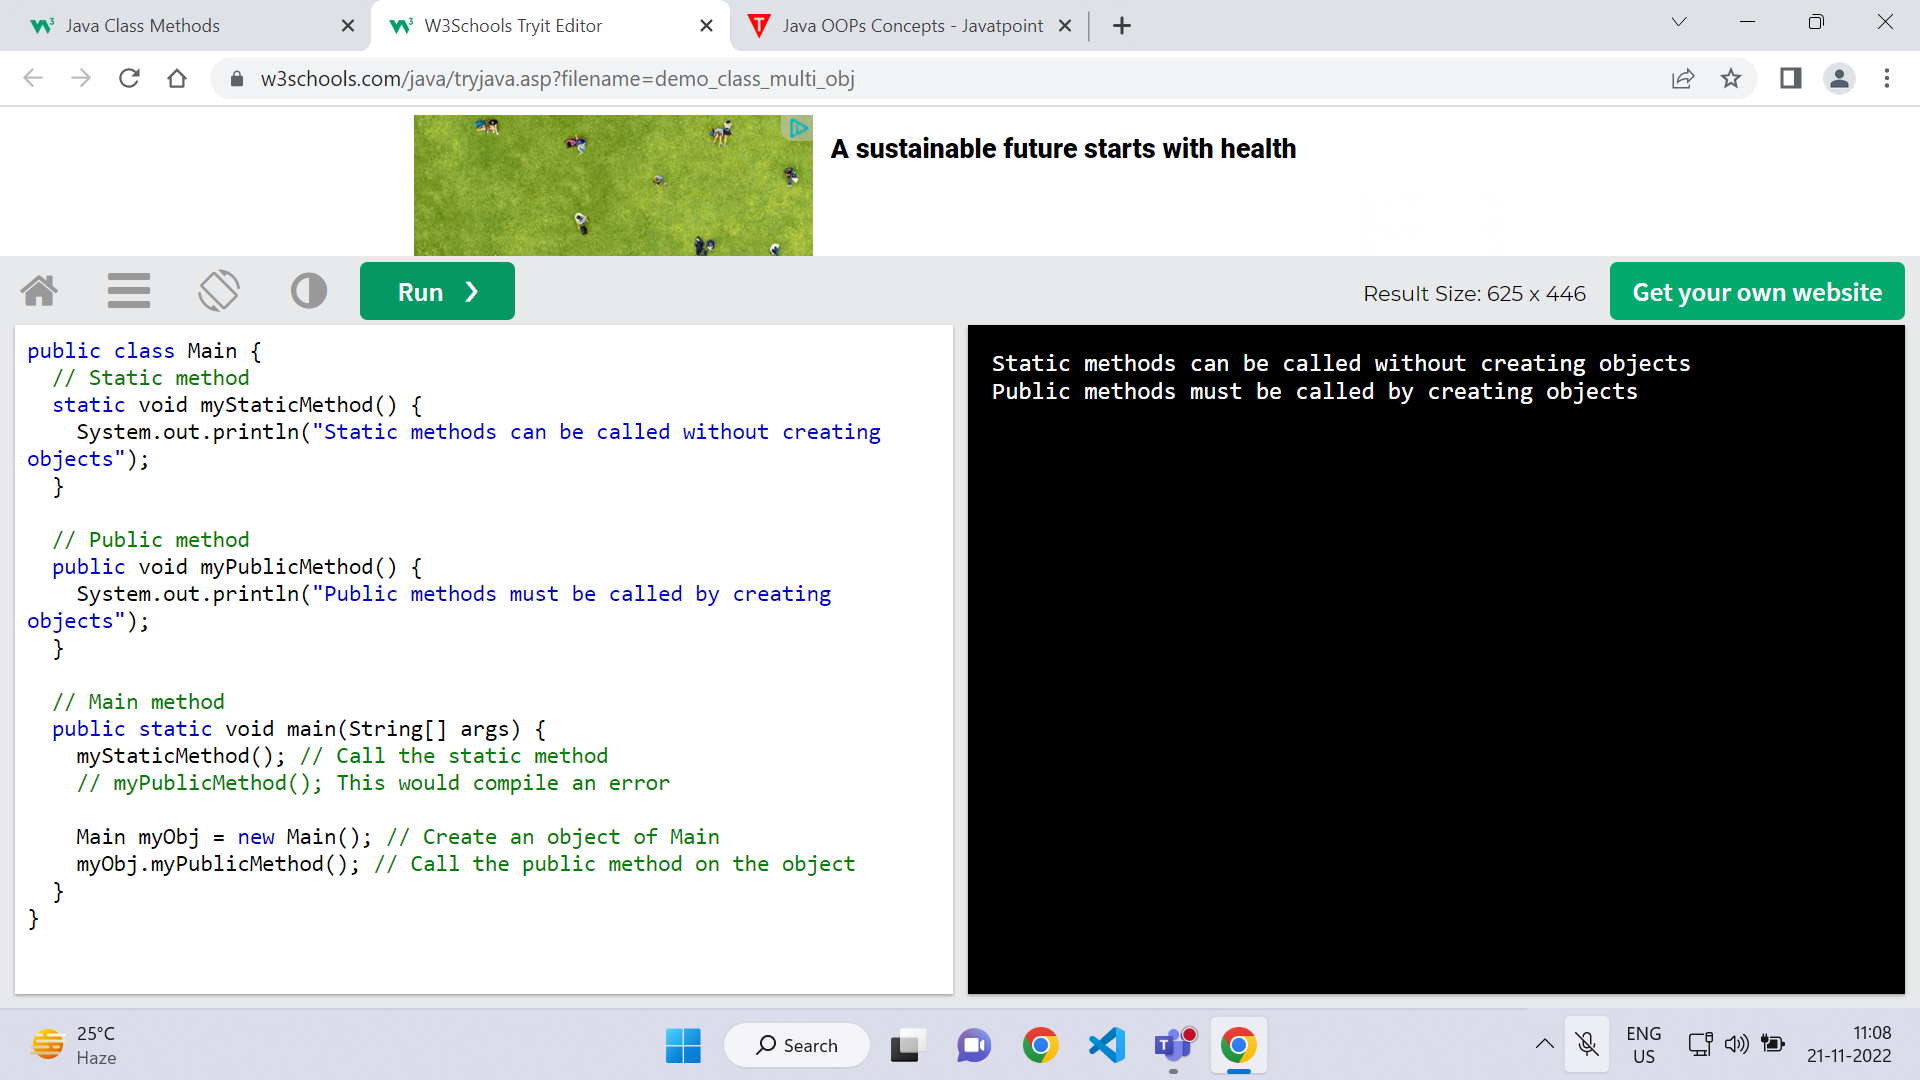 Java Class Methods
W3Schools Tryit Editor
Java OOPs Concepts - Javatpoint
w3schools.com/java/tryjava.asp?filename=demo_class_multi_obj
A sustainable future starts with health
Run ❯
Result Size: 625 x 446
Get your own website
public class Main {
  // Static method
  static void myStaticMethod() {
    System.out.println("Static methods can be called without creating
objects");
  }
  // Public method
  public void myPublicMethod() {
    System.out.println("Public methods must be called by creating
objects");
  }
  // Main method
  public static void main(String[] args) {
    myStaticMethod(); // Call the static method
    // myPublicMethod(); This would compile an error
    Main myObj = new Main(); // Create an object of Main
    myObj.myPublicMethod(); // Call the public method on the object
  }
}
Static methods can be called without creating objects
Public methods must be called by creating objects
25°C
Haze
Search
ENG
US
11:08
21-11-2022